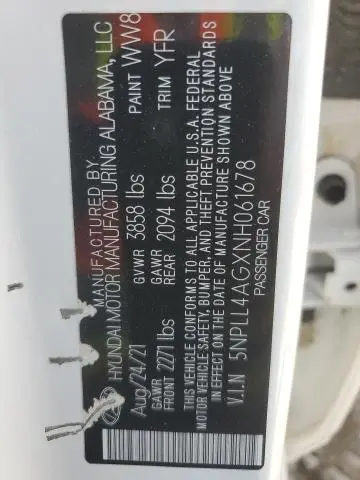 MANUFACTURED BY
HYUNDAI MOTOR MANUFACTURING ALABAMA, LLC
Aug/24/21 GVWR 3858 lbs PAINT WW8
GAWR FRONT 2271 lbs GAWR REAR 2094 lbs TRIM YFR
THIS VEHICLE CONFORMS TO ALL APPLICABLE U.S.A. FEDERAL
MOTOR VEHICLE SAFETY, BUMPER, AND THEFT PREVENTION STANDARDS
IN EFFECT ON THE DATE OF MANUFACTURE SHOWN ABOVE
V.I.N 5NPLL4AGXNH061678
PASSENGER CAR